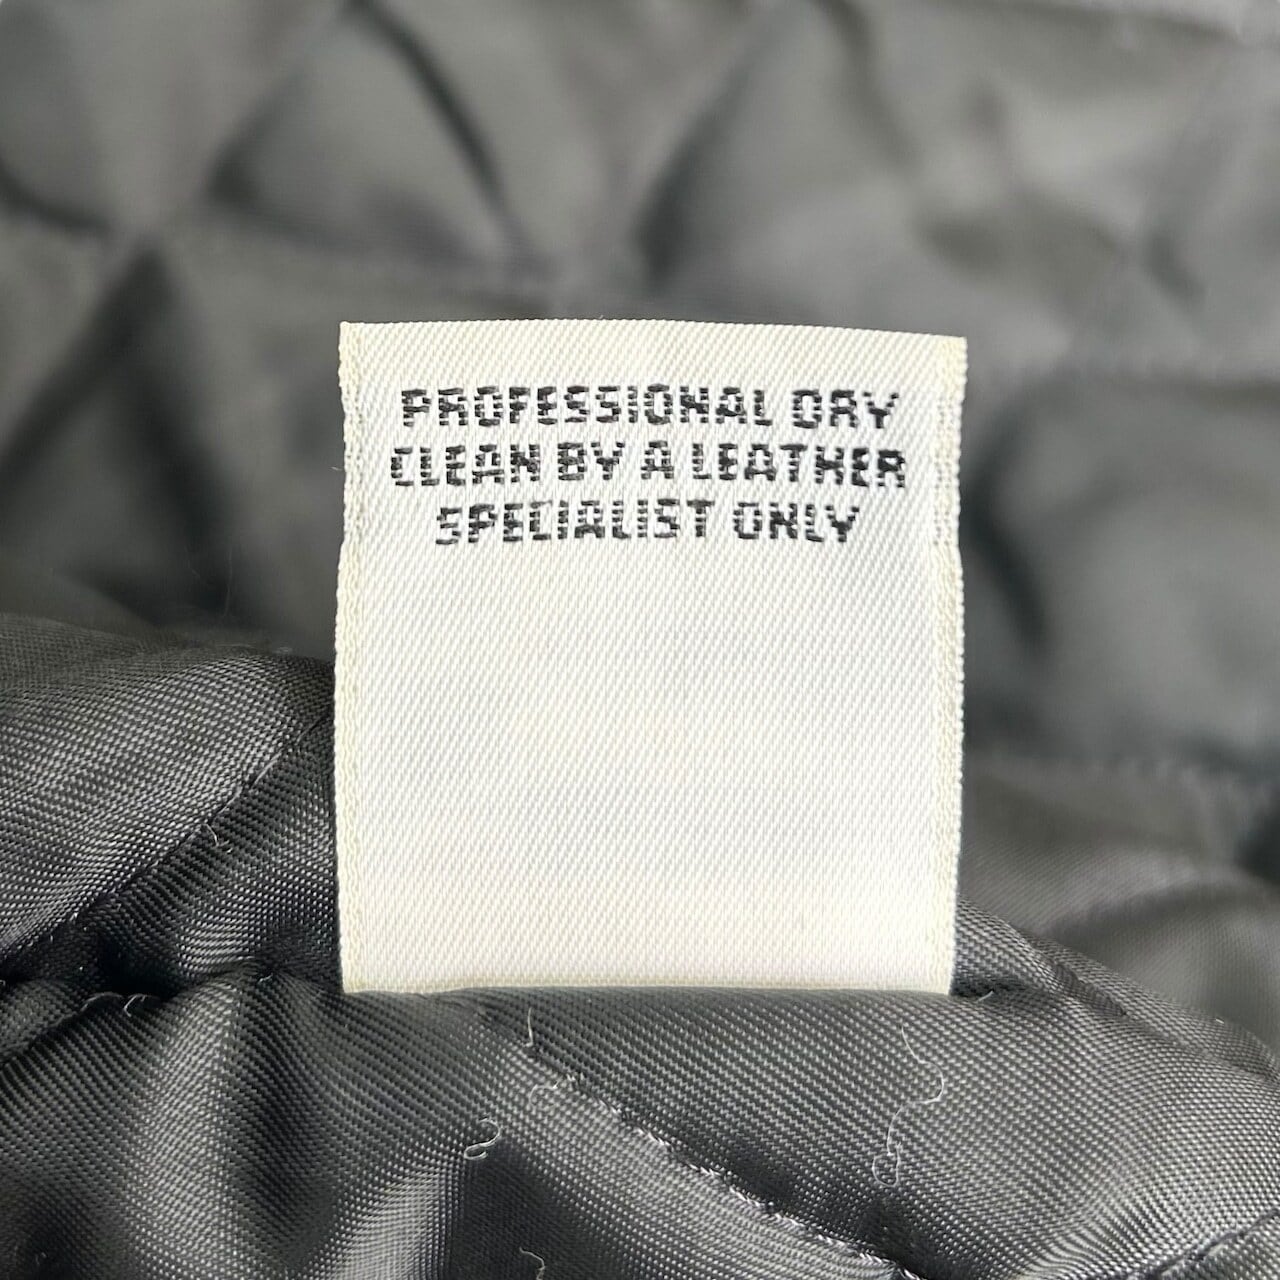 PROFESSIONAL DRY
CLEAN BY A LEATHER
SPECIALIST ONLY